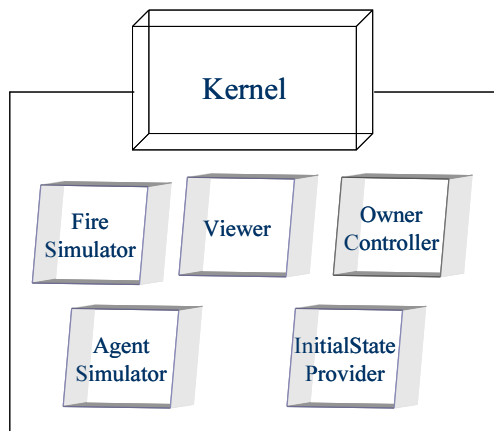 Kernel
Fire
Simulator
Viewer
Owner
Controller
Agent
Simulator
InitialState
Provider